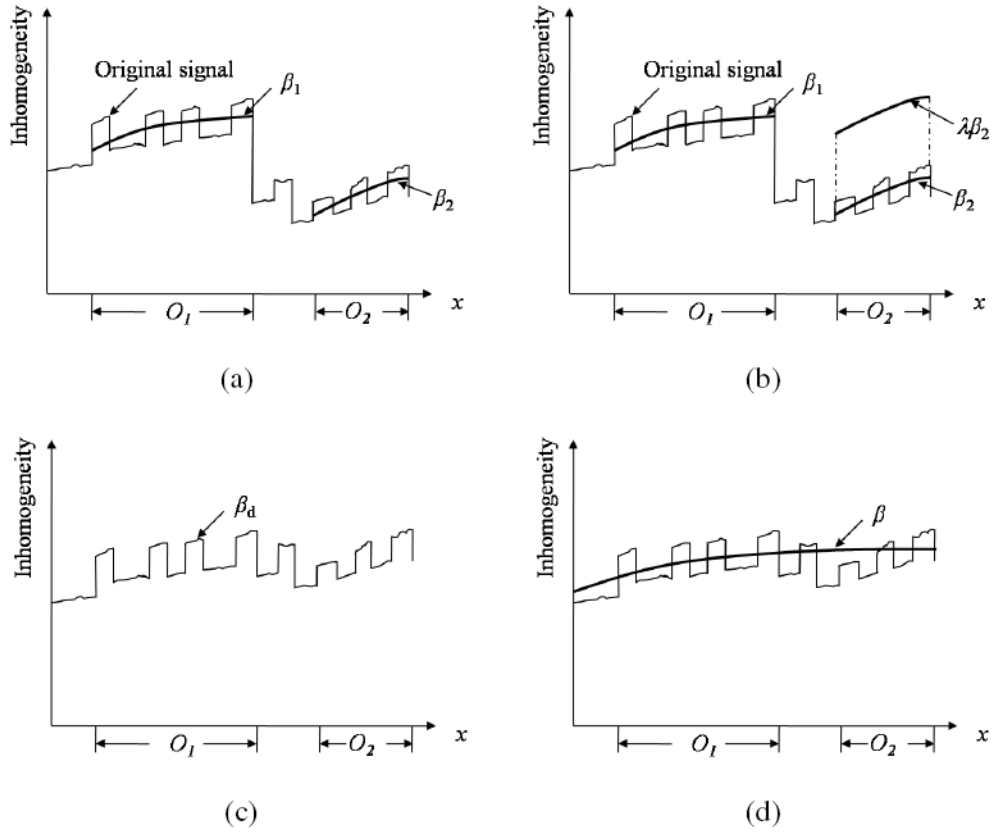 Inhomogeneity
Original signal
β1
β2
x
O1
O2
(a)
Inhomogeneity
Original signal
β1
λβ2
β2
x
O1
O2
(b)
Inhomogeneity
βd
x
O1
O2
(c)
Inhomogeneity
β
x
O1
O2
(d)